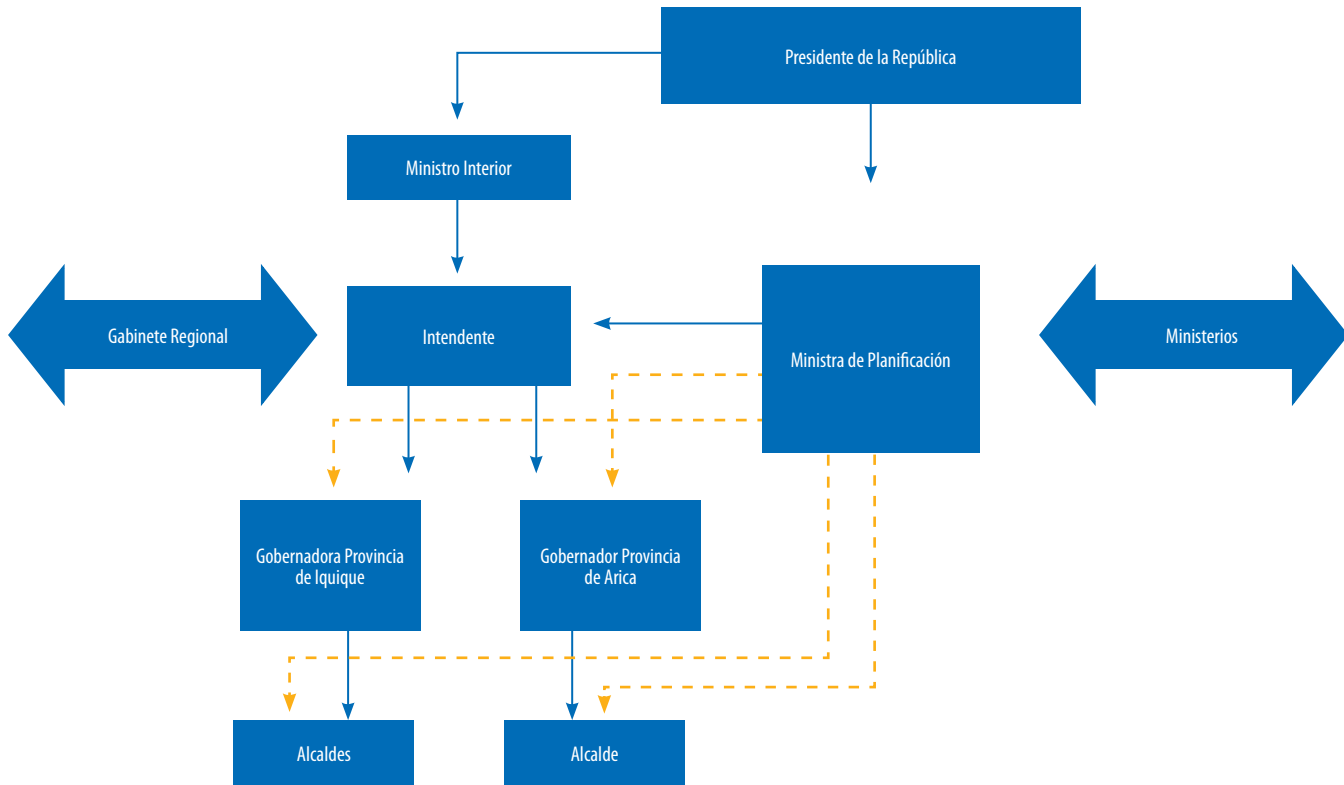 Presidente de la República
Ministro Interior
Gabinete Regional
Intendente
Ministra de Planificación
Ministerios
Gobernadora Provincia
de Iquique
Gobernador Provincia
de Arica
Alcaldes
Alcalde